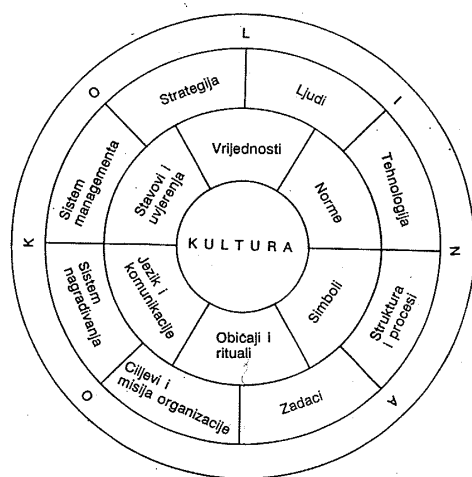 O K O L I N A
Strategija
Ljudi
Tehnologija
Struktura
i procesi
Zadaci
Ciljevi i
misija organizacije
Sistem
nagrađivanja
Sistem
managementa
Vrijednosti
Norme
Simboli
Običaji i
rituali
Jezik i
komunikacije
Stavovi i
uvjerenja
KULTURA